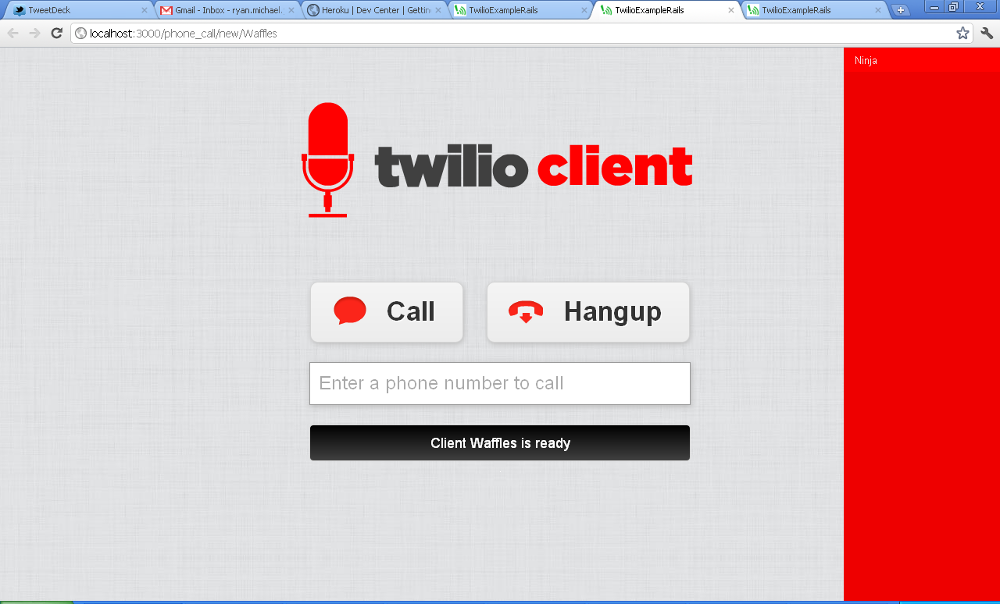 TweetDeck
Gmail - Inbox - ryan.michael.
Heroku | Dev Center | Gettin
TwilioExampleRails
TwilioExampleRails
TwilioExampleRails
localhost:3000/phone_call/new/Waffles
Ninja
twilio client
Call
Hangup
Enter a phone number to call
Client Waffles is ready